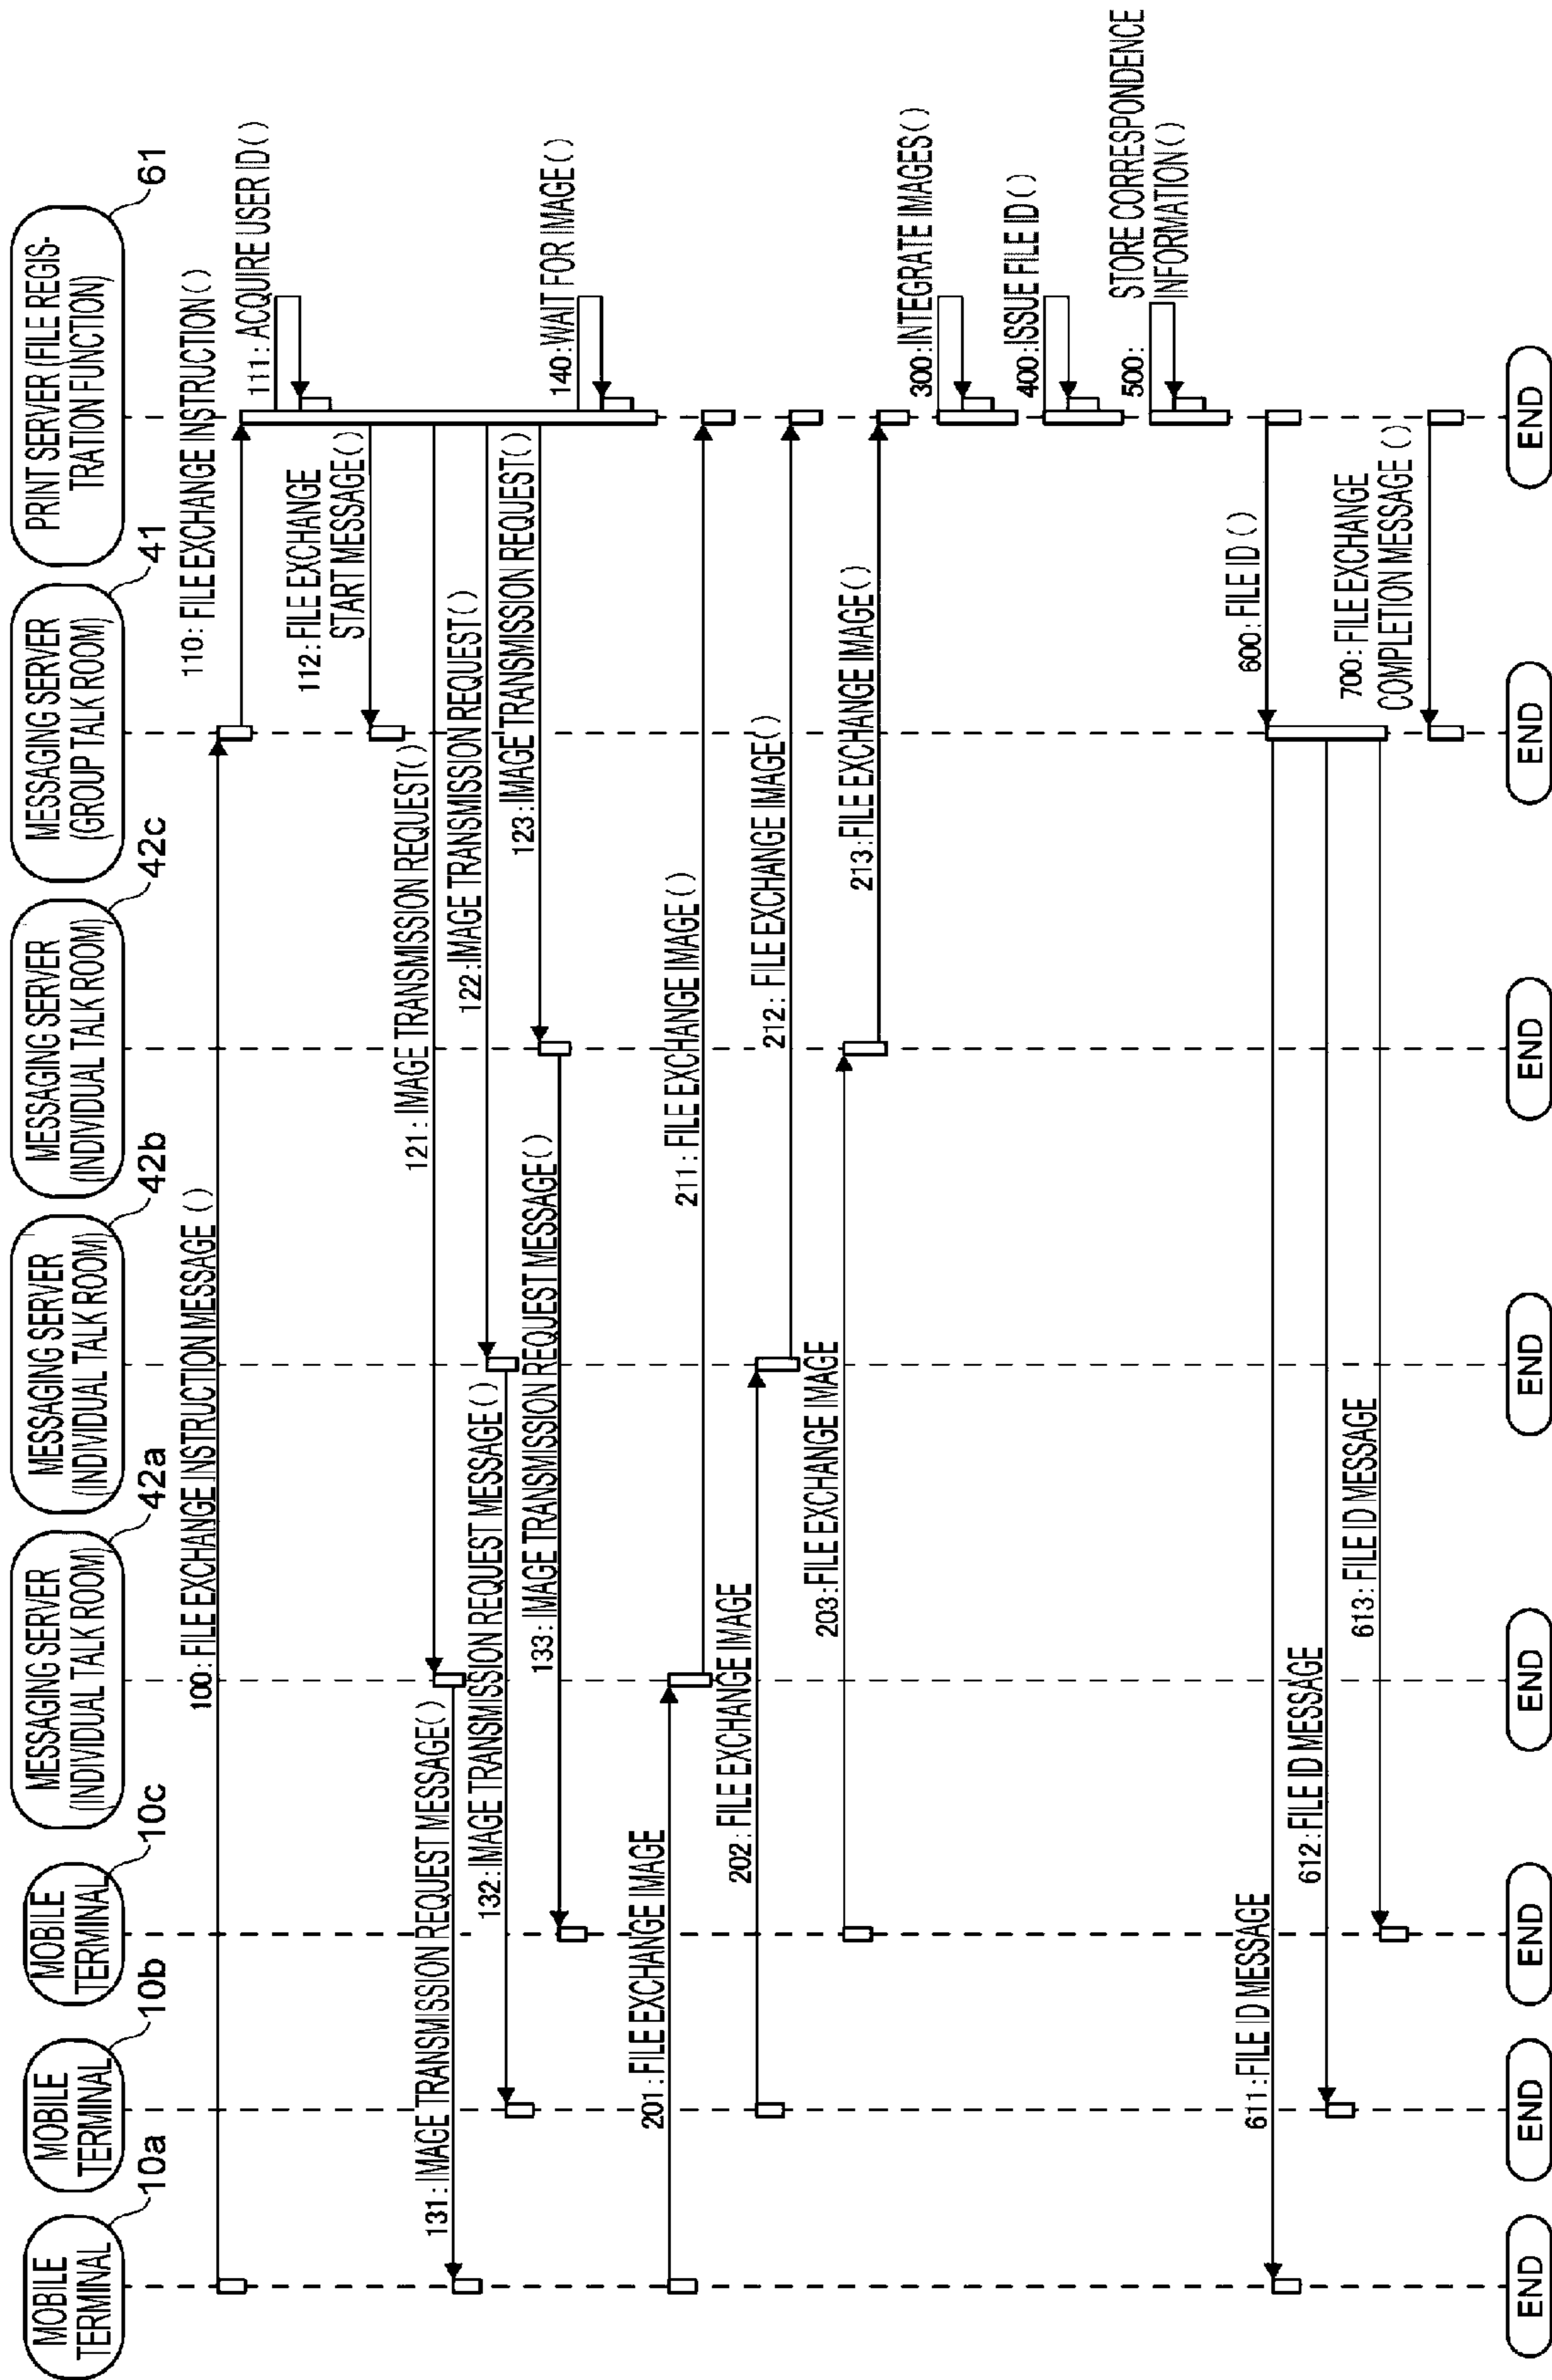 MOBILE
TERMINAL
10a
MOBILE
TERMINAL
10b
MOBILE
TERMINAL
10c
MESSAGING SERVER
(INDIVIDUAL TALK ROOM)
42a
MESSAGING SERVER
(INDIVIDUAL TALK ROOM)
42b
MESSAGING SERVER
(INDIVIDUAL TALK ROOM)
42c
MESSAGING SERVER
(GROUP TALK ROOM)
41
PRINT SERVER (FILE REGIS-
TRATION FUNCTION)
61
100: FILE EXCHANGE INSTRUCTION MESSAGE ()
110: FILE EXCHANGE INSTRUCTION()
111: ACQUIRE USER ID()
112: FILE EXCHANGE
START MESSAGE()
121: IMAGE TRANSMISSION REQUEST()
131: IMAGE TRANSMISSION REQUEST MESSAGE()
122: IMAGE TRANSMISSION REQUEST()
132: IMAGE TRANSMISSION REQUEST MESSAGE()
123: IMAGE TRANSMISSION REQUEST()
133: IMAGE TRANSMISSION REQUEST MESSAGE()
140: WAIT FOR IMAGE()
201: FILE EXCHANGE IMAGE
211: FILE EXCHANGE IMAGE()
202: FILE EXCHANGE IMAGE
212: FILE EXCHANGE IMAGE()
203: FILE EXCHANGE IMAGE
213: FILE EXCHANGE IMAGE()
300: INTEGRATE IMAGES()
400: ISSUE FILE ID()
500: STORE CORRESPONDENCE
INFORMATION()
600: FILE ID()
611: FILE ID MESSAGE
612: FILE ID MESSAGE
613: FILE ID MESSAGE
700: FILE EXCHANGE
COMPLETION MESSAGE ()
END
END
END
END
END
END
END
END